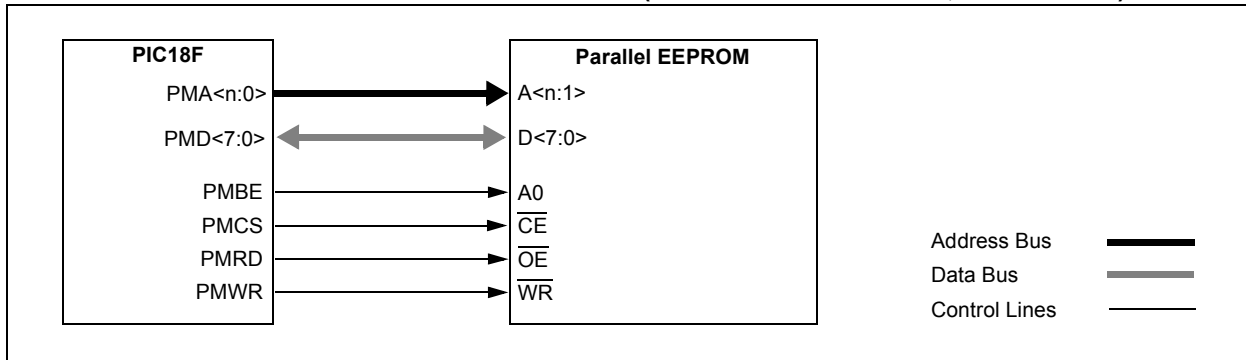 PIC18F
PMA<n:0>
PMD<7:0>
PMBE
PMCS
PMRD
PMWR
Parallel EEPROM
A<n:1>
D<7:0>
A0
CE
OE
WR
Address Bus
Data Bus
Control Lines